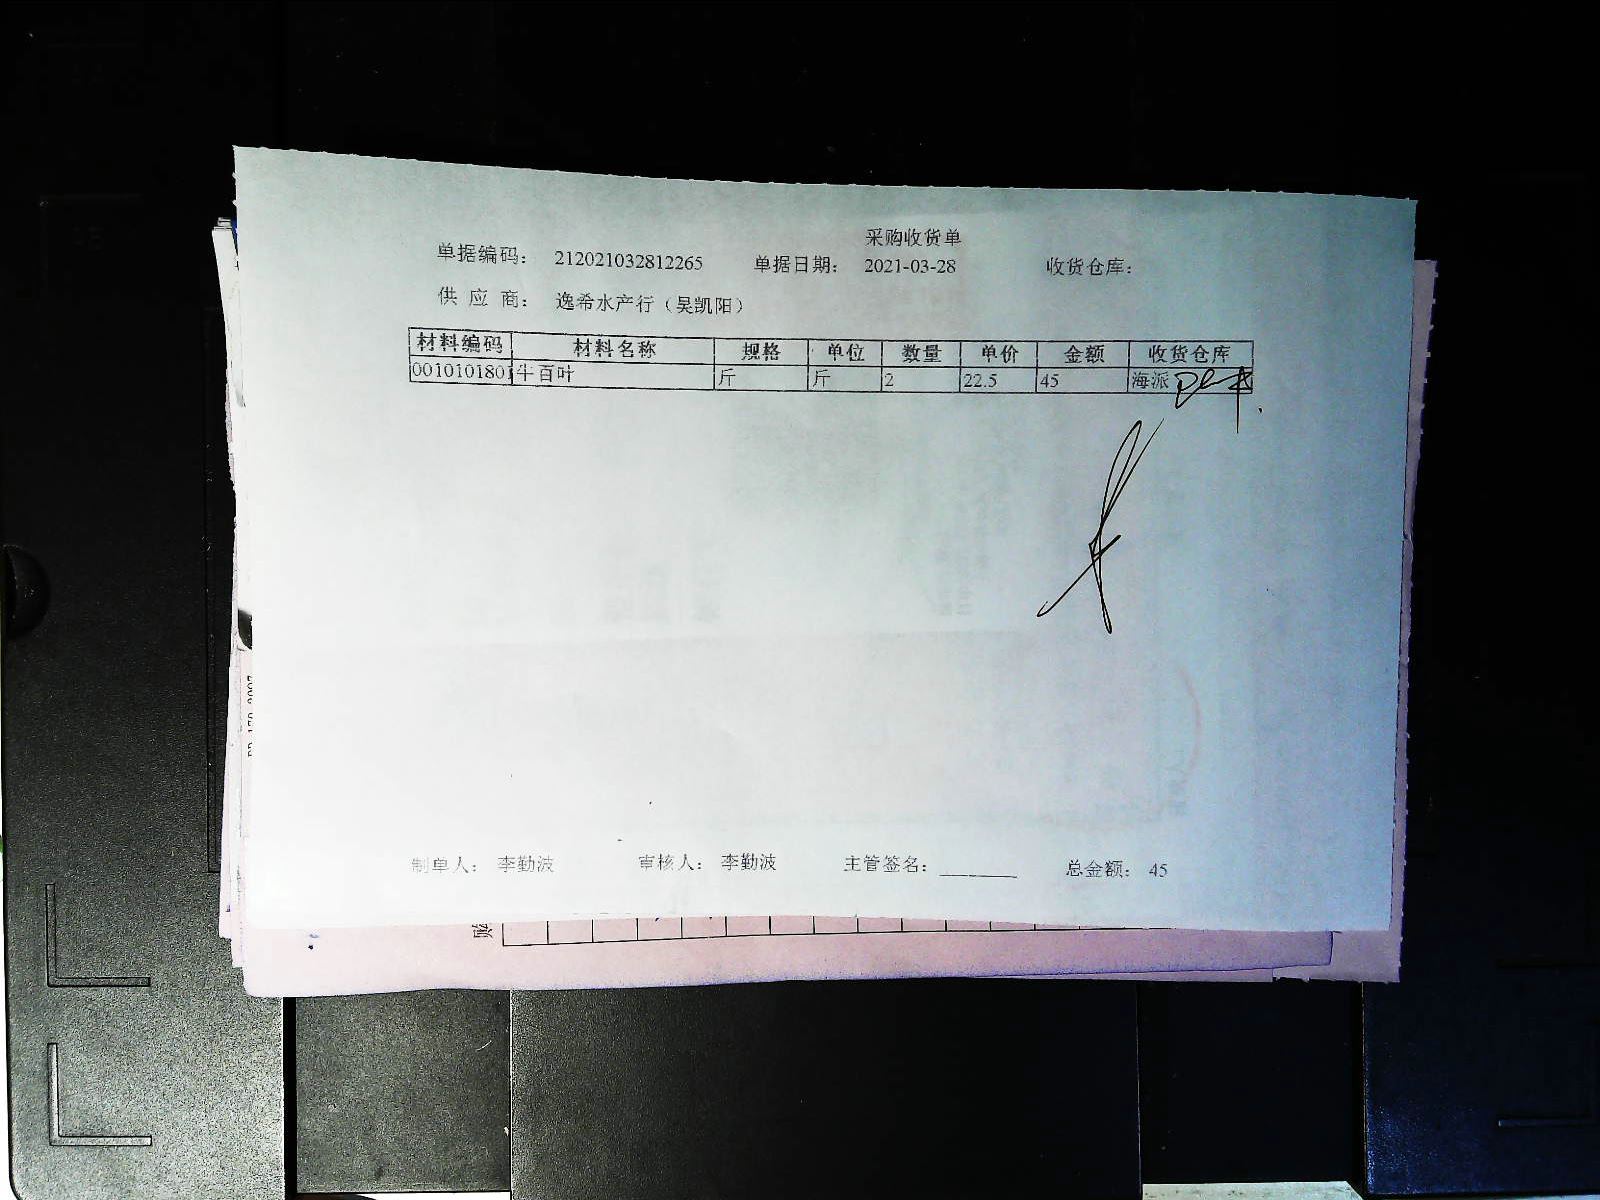 采购收货单
单据编码： 212021032812265 单据日期： 2021-03-28 收货仓库：
供 应 商： 逸希水产行（吴凯阳）
材料编码 材料名称 规格 单位 数量 单价 金额 收货仓库
0010101801 牛百叶 斤 斤 2 22.5 45 海派
制单人： 李勤波 审核人： 李勤波 主管签名： 总金额： 45